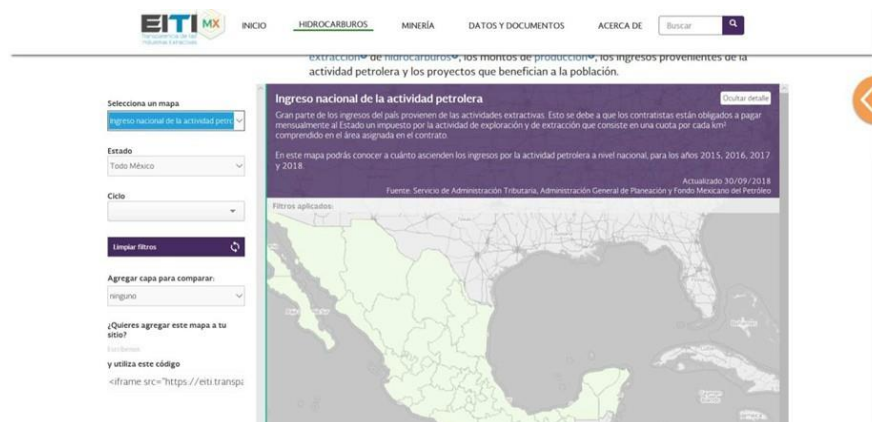 EITI MX
Transparencia de las
Industrias Extractivas
INICIO
HIDROCARBUROS
MINERÍA
DATOS Y DOCUMENTOS
ACERCA DE
Buscar
extracción de hidrocarburos, los montos de producción, los ingresos provenientes de la
actividad petrolera y los proyectos que benefician a la población.
Selecciona un mapa
Ingreso nacional de la actividad petro
Estado
Todo México
Ciclo
Limpiar filtros
Agregar capa para comparar:
ninguno
¿Quieres agregar este mapa a tu
sitio?
Escríbenos
y utiliza este código
<iframe src="https://eiti.transpa
Ingreso nacional de la actividad petrolera
Ocultar detalle
Gran parte de los ingresos del país provienen de las actividades extractivas. Esto se debe a que los contratistas están obligados a pagar
mensualmente al Estado un impuesto por la actividad de exploración y de extracción que consiste en una cuota por cada km²
comprendido en el área asignada en el contrato.
En este mapa podrás conocer a cuánto ascienden los ingresos por la actividad petrolera a nivel nacional, para los años 2015, 2016, 2017
y 2018.
Actualizado 30/09/2018
Fuente: Servicio de Administración Tributaria, Administración General de Planeación y Fondo Mexicano del Petróleo
Filtros aplicados: